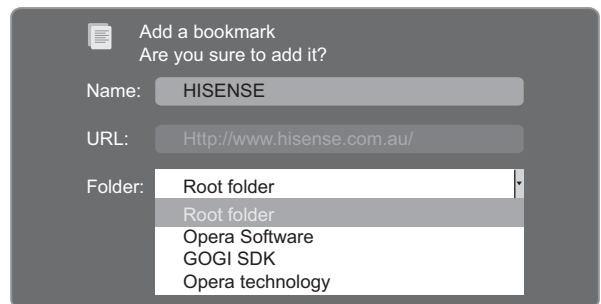 Add a bookmark
Are you sure to add it?
Name: HISENSE
URL: Http://www.hisense.com.au/
Folder: Root folder
Root folder
Opera Software
GOGI SDK
Opera technology